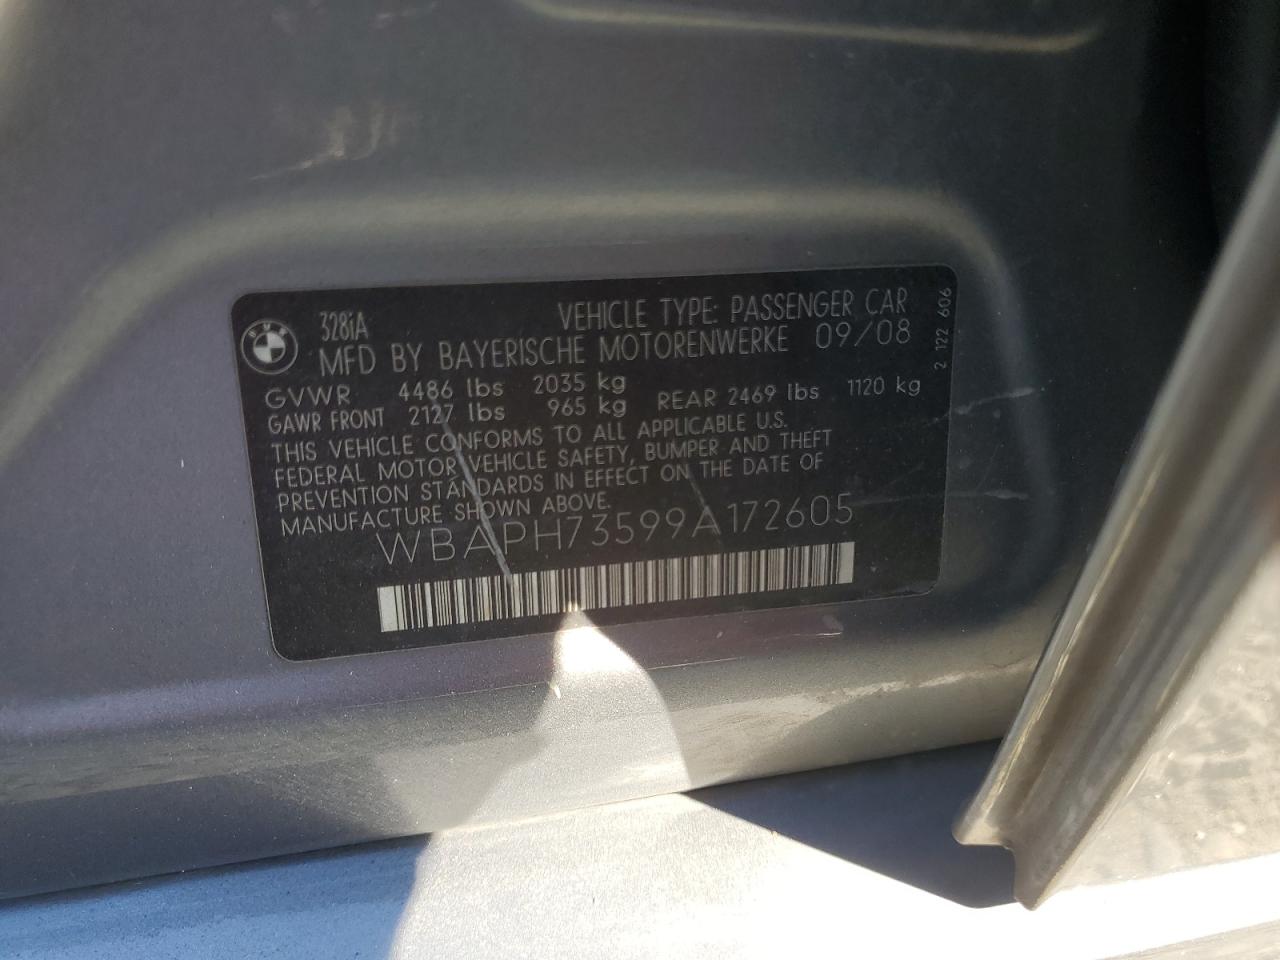 BMW
328iA
VEHICLE TYPE: PASSENGER CAR
MFD BY BAYERISCHE MOTORENWERKE 09/08
GVWR 4486 lbs 2035 kg
GAWR FRONT 2127 lbs 965 kg REAR 2469 lbs 1120 kg
THIS VEHICLE CONFORMS TO ALL APPLICABLE U.S.
FEDERAL MOTOR VEHICLE SAFETY, BUMPER AND THEFT
PREVENTION STANDARDS IN EFFECT ON THE DATE OF
MANUFACTURE SHOWN ABOVE.
WBAPH73599A172605
2 122 606